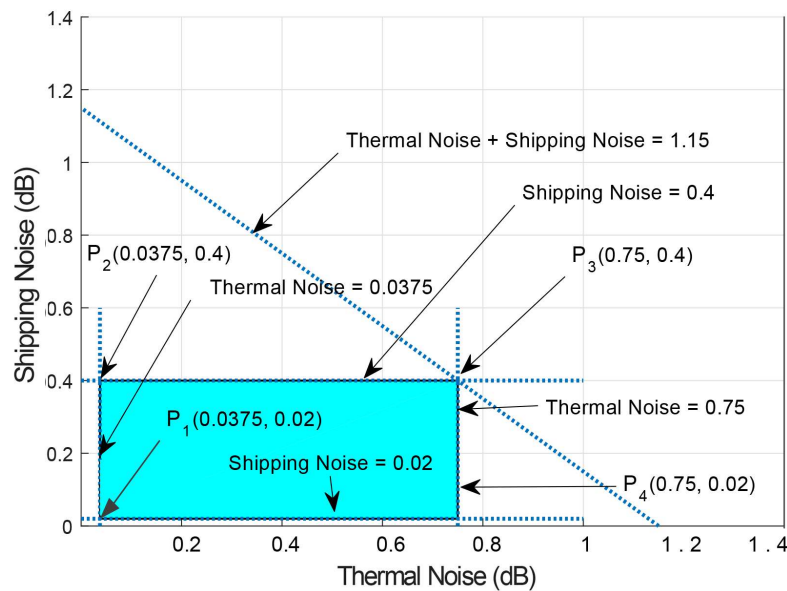 1.4
1.2
Thermal Noise + Shipping Noise = 1.15
1
Shipping Noise = 0.4
0.8
P2(0.0375, 0.4)
P3(0.75, 0.4)
Thermal Noise = 0.0375
0.6
0.4
Thermal Noise = 0.75
P1(0.0375, 0.02)
0.2
Shipping Noise = 0.02
P4(0.75, 0.02)
0
0.2 0.4 0.6 0.8 1 1.2 1.4
Thermal Noise (dB)
Shipping Noise (dB)